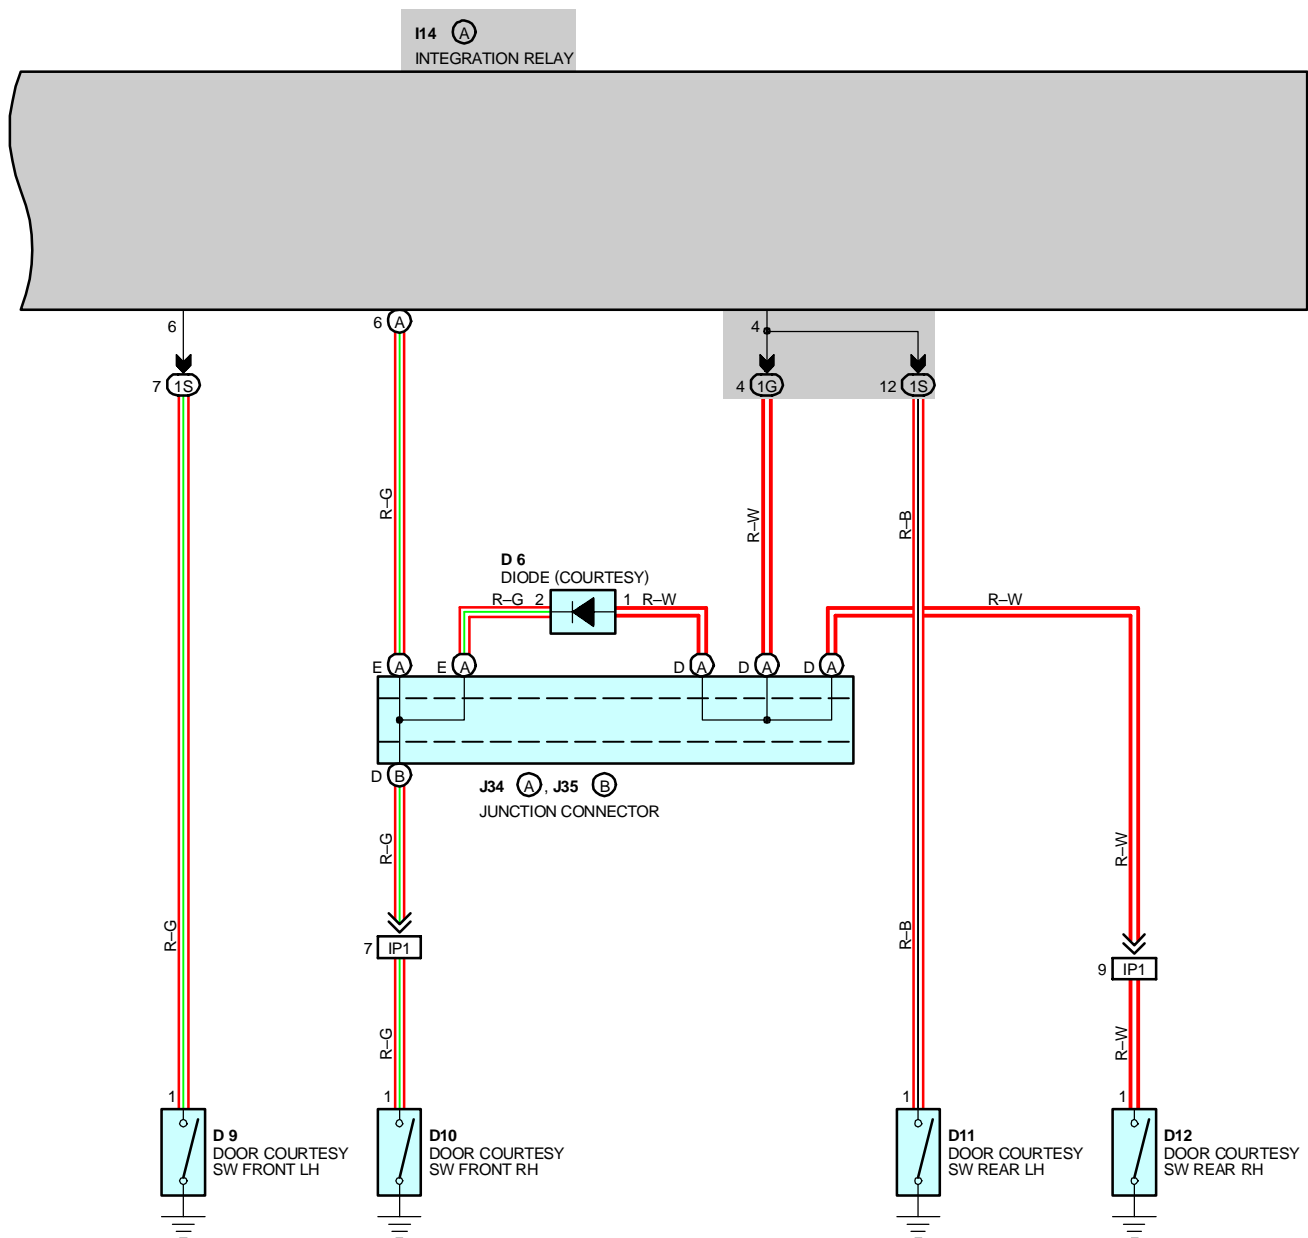 I14 A
INTEGRATION RELAY
6
6 A
4
7 1S
4 1G
12 1S
R–G
R–W
R–B
D 6
DIODE (COURTESY)
R–G 2
1 R–W
R–W
E A
E A
D A
D A
D A
D B
J34 A , J35 B
JUNCTION CONNECTOR
R–G
R–W
R–G
R–B
7 IP1
9 IP1
R–G
R–W
1
1
1
1
D 9
DOOR COURTESY
SW FRONT LH
D10
DOOR COURTESY
SW FRONT RH
D11
DOOR COURTESY
SW REAR LH
D12
DOOR COURTESY
SW REAR RH